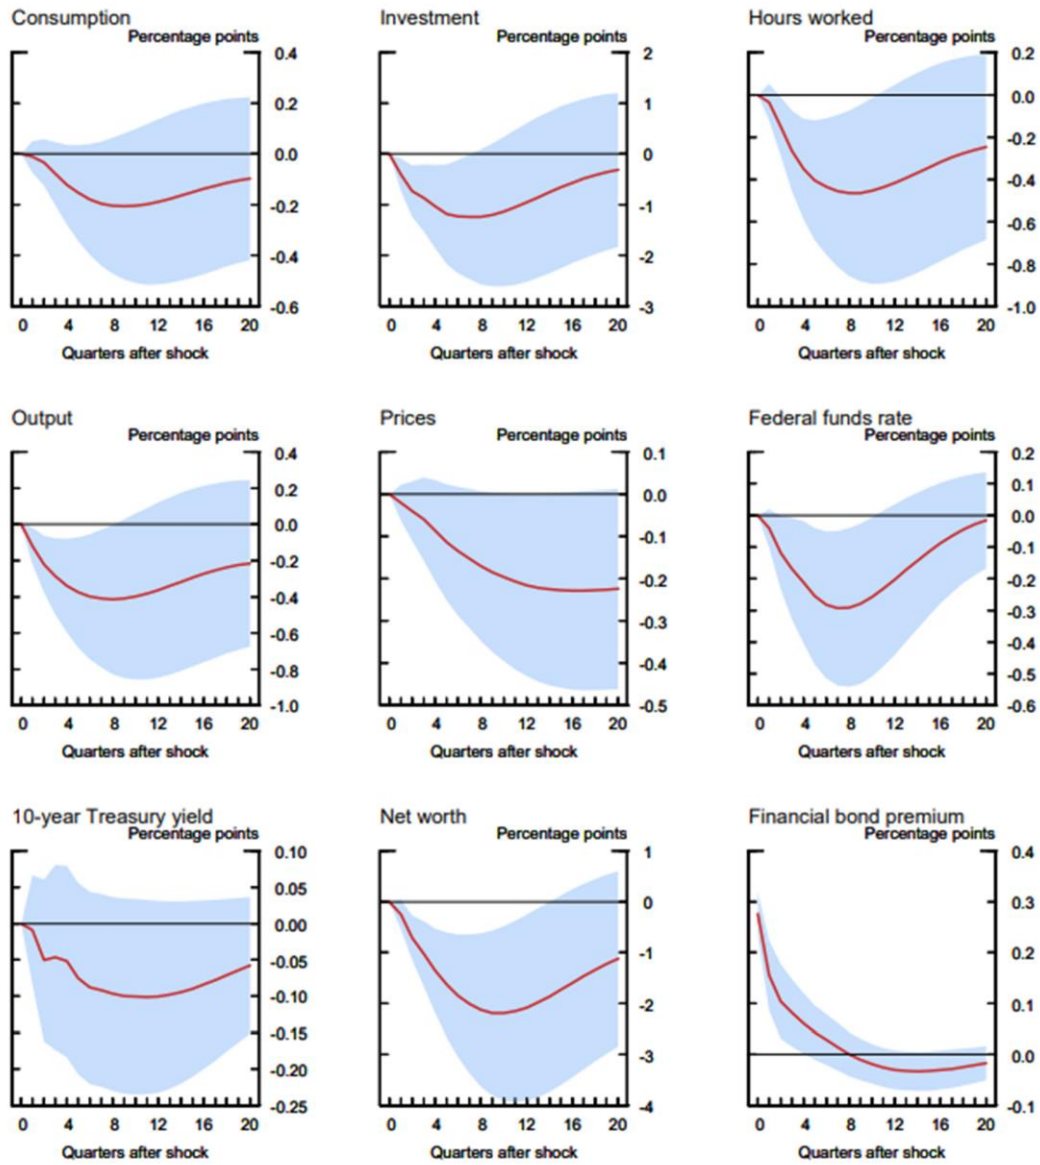 Consumption
Percentage points
0.4
0.2
0.0
-0.2
-0.4
-0.6
0 4 8 12 16 20
Quarters after shock
Investment
Percentage points
2
1
0
-1
-2
-3
0 4 8 12 16 20
Quarters after shock
Hours worked
Percentage points
0.2
0.0
-0.2
-0.4
-0.6
-0.8
-1.0
0 4 8 12 16 20
Quarters after shock
Output
Percentage points
0.4
0.2
0.0
-0.2
-0.4
-0.6
-0.8
-1.0
0 4 8 12 16 20
Quarters after shock
Prices
Percentage points
0.1
0.0
-0.1
-0.2
-0.3
-0.4
-0.5
0 4 8 12 16 20
Quarters after shock
Federal funds rate
Percentage points
0.2
0.1
0.0
-0.1
-0.2
-0.3
-0.4
-0.5
-0.6
0 4 8 12 16 20
Quarters after shock
10-year Treasury yield
Percentage points
0.10
0.05
0.00
-0.05
-0.10
-0.15
-0.20
-0.25
0 4 8 12 16 20
Quarters after shock
Net worth
Percentage points
1
0
-1
-2
-3
-4
0 4 8 12 16 20
Quarters after shock
Financial bond premium
Percentage points
0.4
0.3
0.2
0.1
0.0
-0.1
0 4 8 12 16 20
Quarters after shock